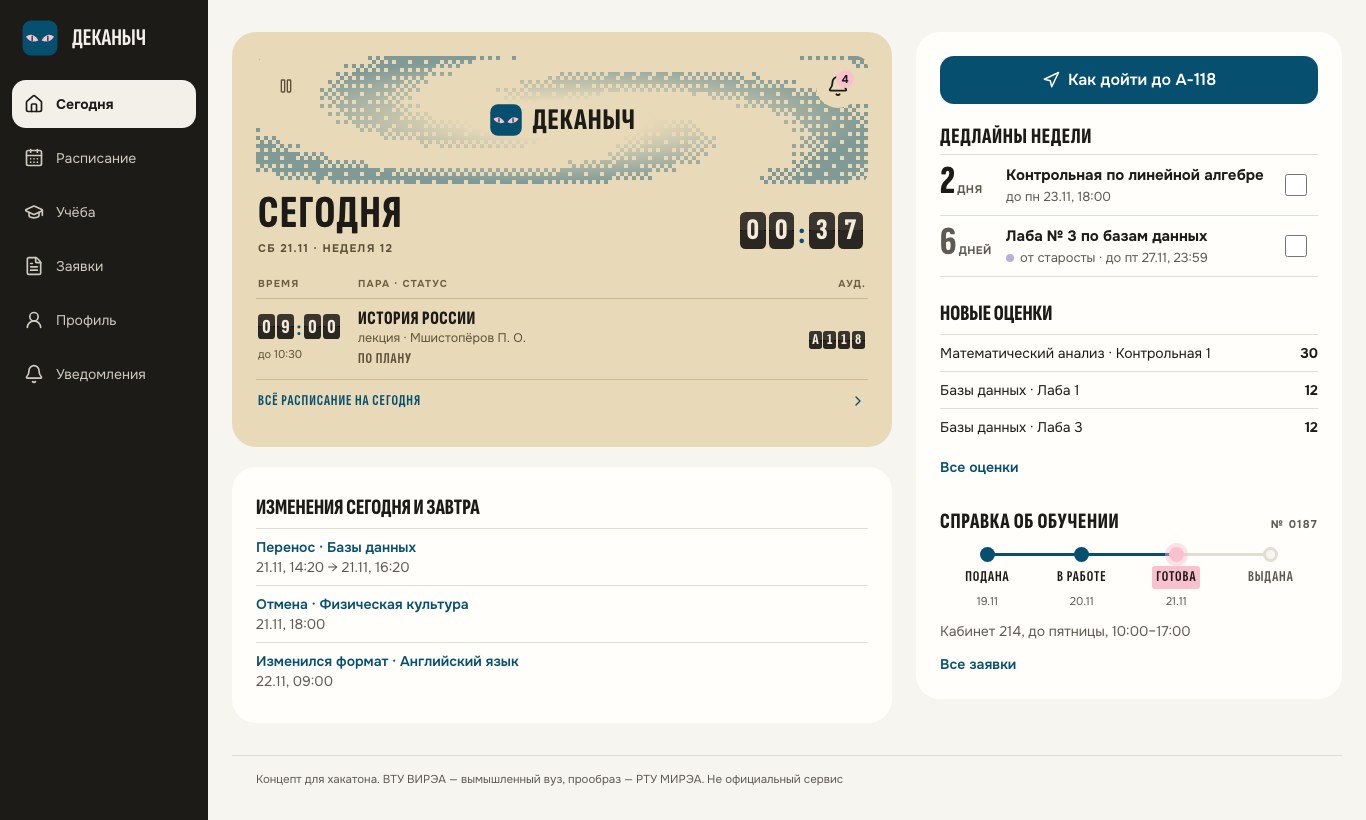 ДЕКАНЫЧ
Сегодня
Расписание
Учёба
Заявки
Профиль
Уведомления
4
ДЕКАНЫЧ
СЕГОДНЯ
СБ 21.11 · НЕДЕЛЯ 12
00:37
ВРЕМЯ ПАРА · СТАТУС АУД.
09:00
до 10:30
ИСТОРИЯ РОССИИ
лекция · Мшистопёров П. О.
ПО ПЛАНУ
А118
ВСЁ РАСПИСАНИЕ НА СЕГОДНЯ
ИЗМЕНЕНИЯ СЕГОДНЯ И ЗАВТРА
Перенос · Базы данных
21.11, 14:20 → 21.11, 16:20
Отмена · Физическая культура
21.11, 18:00
Изменился формат · Английский язык
22.11, 09:00
Как дойти до А-118
ДЕДЛАЙНЫ НЕДЕЛИ
2 ДНЯ
Контрольная по линейной алгебре
до пн 23.11, 18:00
6 ДНЕЙ
Лаба № 3 по базам данных
от старосты · до пт 27.11, 23:59
НОВЫЕ ОЦЕНКИ
Математический анализ · Контрольная 1 30
Базы данных · Лаба 1 12
Базы данных · Лаба 3 12
Все оценки
СПРАВКА ОБ ОБУЧЕНИИ № 0187
ПОДАНА В РАБОТЕ ГОТОВА ВЫДАНА
19.11 20.11 21.11
Кабинет 214, до пятницы, 10:00–17:00
Все заявки
Концепт для хакатона. ВТУ ВИРЭА — вымышленный вуз, прообраз — РТУ МИРЭА. Не официальный сервис